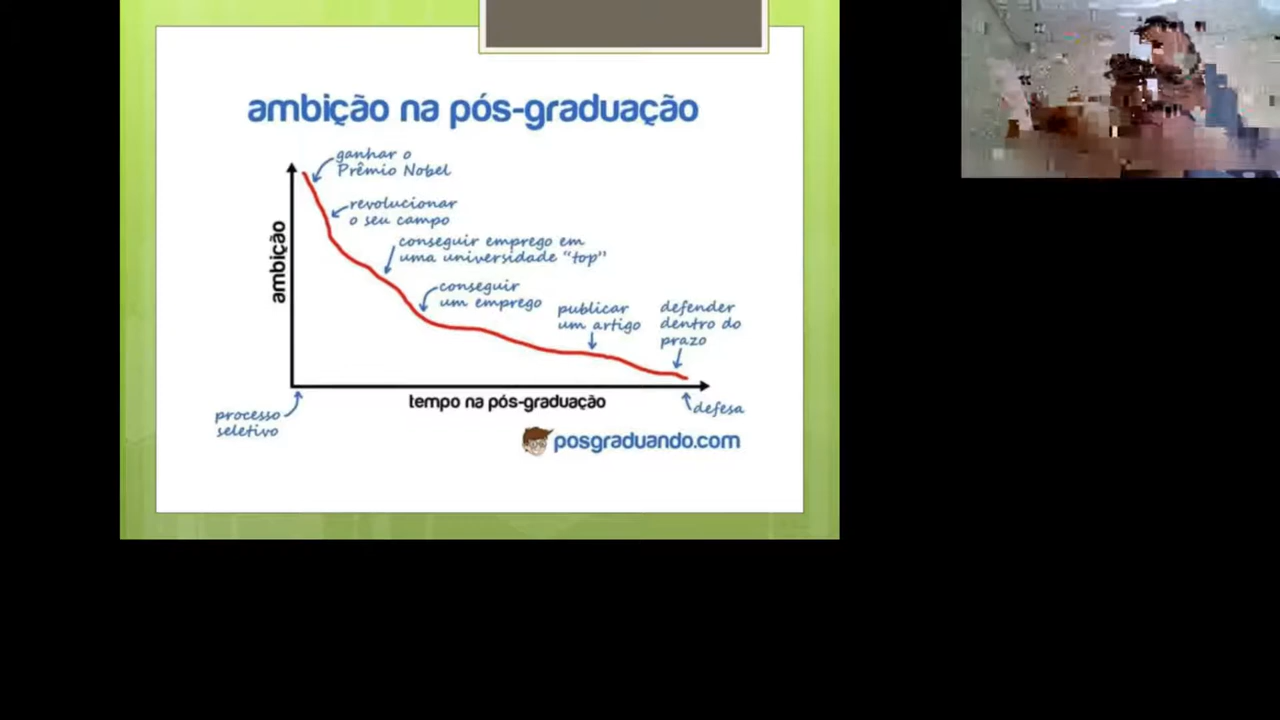 ambição na pós-graduação
ganhar o
Prêmio Nobel
revolucionar
o seu campo
conseguir emprego em
uma universidade "top"
conseguir
um emprego
publicar
um artigo
defender
dentro do
prazo
ambição
tempo na pós-graduação
processo
seletivo
defesa
posgraduando.com